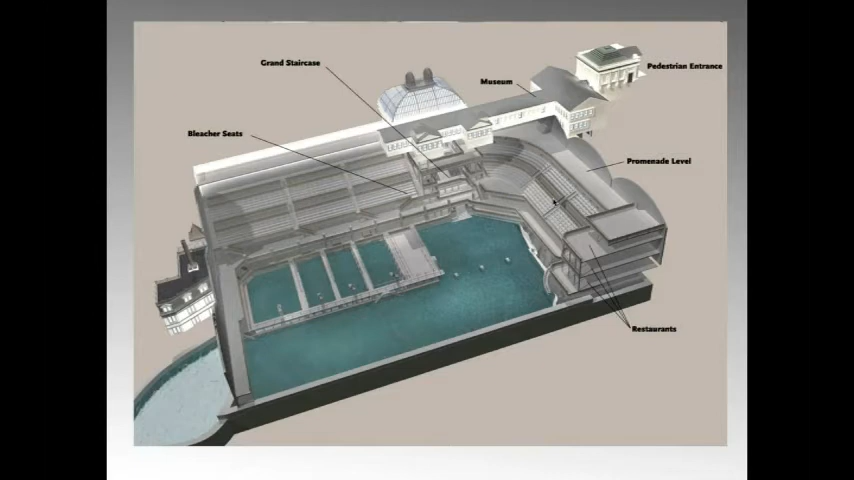 Grand Staircase
Pedestrian Entrance
Museum
Bleacher Seats
Promenade Level
Restaurants